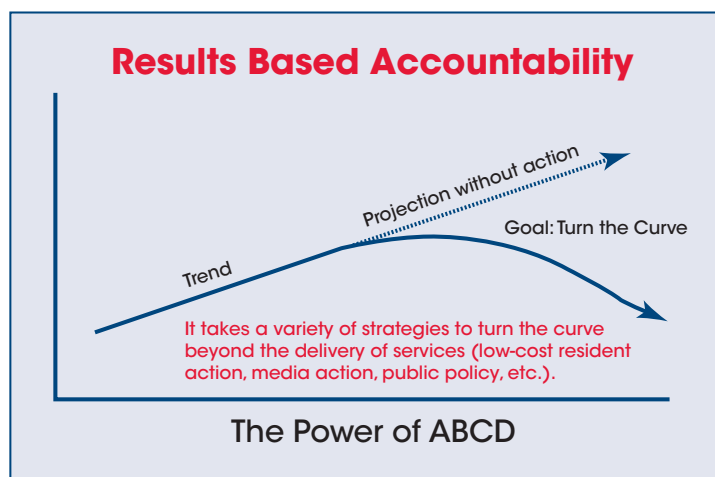 Results Based Accountability
Projection without action
Goal: Turn the Curve
Trend
It takes a variety of strategies to turn the curve
beyond the delivery of services (low-cost resident
action, media action, public policy, etc.).
The Power of ABCD